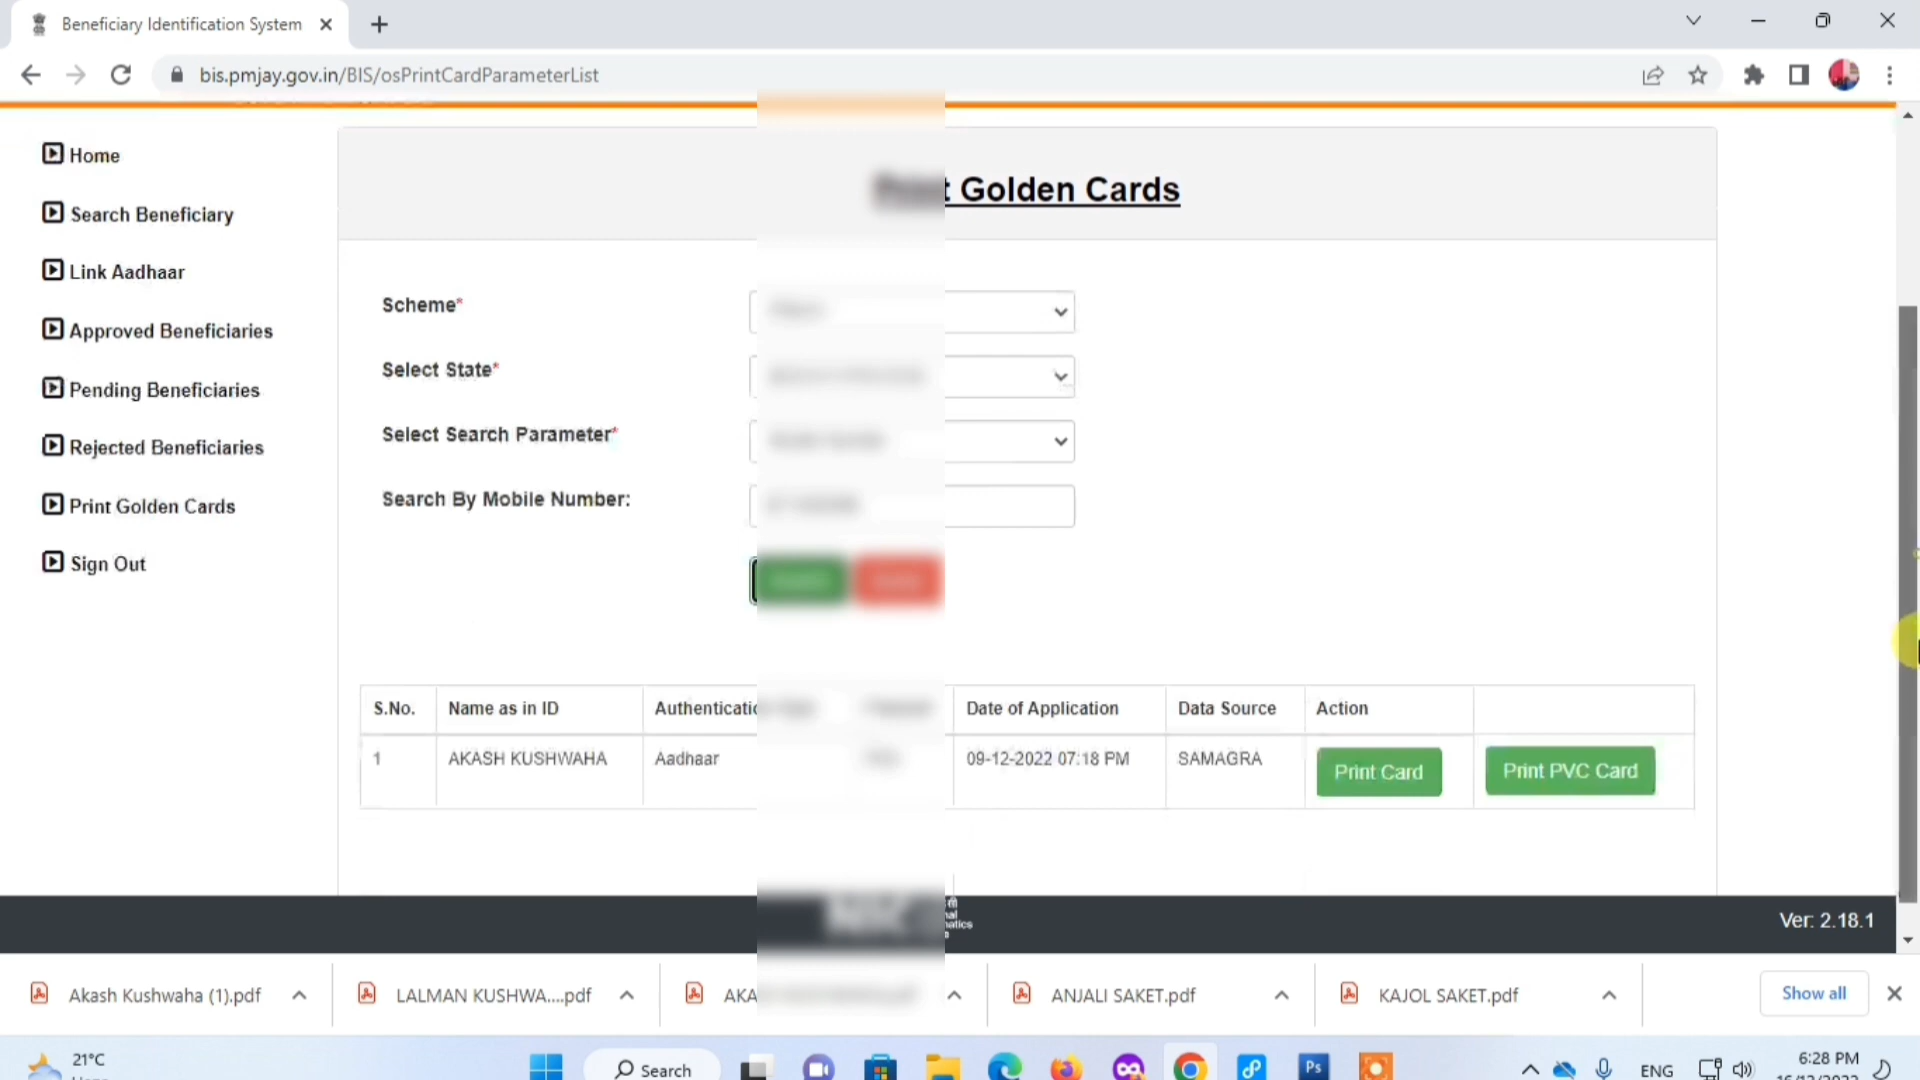 Beneficiary Identification System
bis.pmjay.gov.in/BIS/osPrintCardParameterList
Home
Search Beneficiary
Link Aadhaar
Approved Beneficiaries
Pending Beneficiaries
Rejected Beneficiaries
Print Golden Cards
Sign Out
Print Golden Cards
Scheme*
Select State*
Select Search Parameter*
Search By Mobile Number:
S.No. Name as in ID Date of Application Data Source Action
1 AKASH KUSHWAHA Aadhaar 09-12-2022 07:18 PM SAMAGRA Print Card Print PVC Card
Ver: 2.18.1
Akash Kushwaha (1).pdf LALMAN KUSHWA....pdf AKA ANJALI SAKET.pdf KAJOL SAKET.pdf Show all
21°C Search Ps ENG 6:28 PM